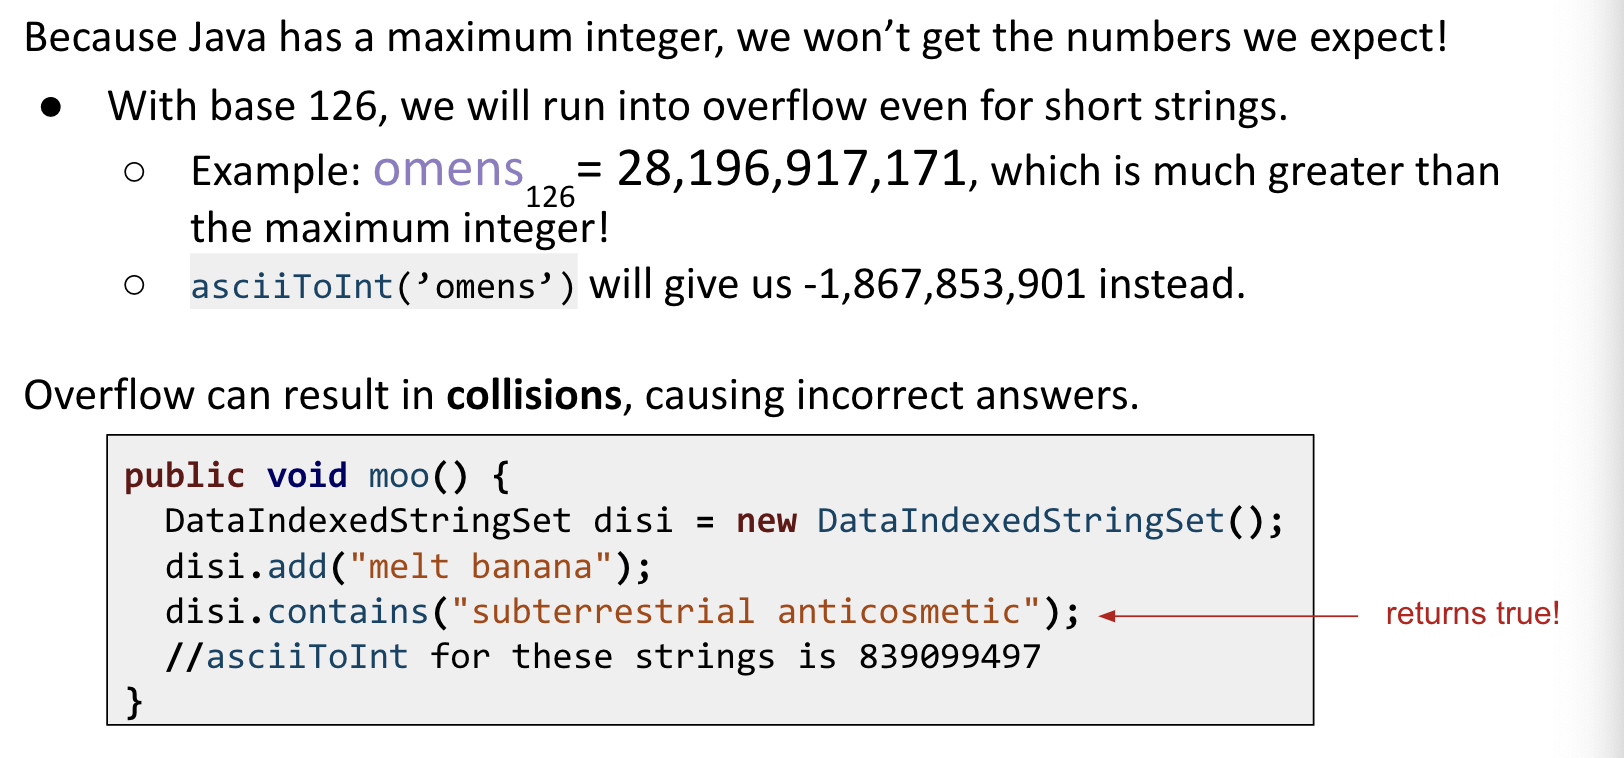 Because Java has a maximum integer, we won’t get the numbers we expect!
● With base 126, we will run into overflow even for short strings.
○ Example: omens126 = 28,196,917,171, which is much greater than
the maximum integer!
○ asciiToInt(’omens’) will give us -1,867,853,901 instead.
Overflow can result in collisions, causing incorrect answers.
public void moo() {
DataIndexedStringSet disi = new DataIndexedStringSet();
disi.add("melt banana");
disi.contains("subterrestrial anticosmetic"); returns true!
//asciiToInt for these strings is 839099497
}